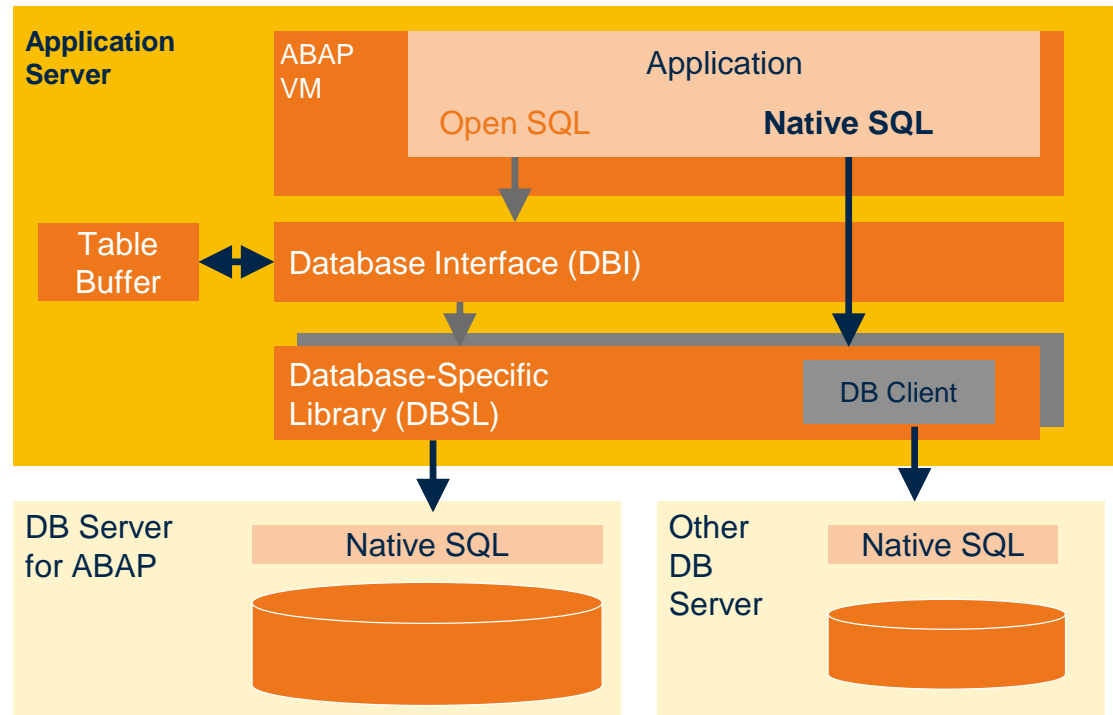 Application
Server
ABAP
VM
Application
Open SQL
Native SQL
Table
Buffer
Database Interface (DBI)
Database-Specific
Library (DBSL)
DB Client
DB Server
for ABAP
Native SQL
Other
DB
Server
Native SQL